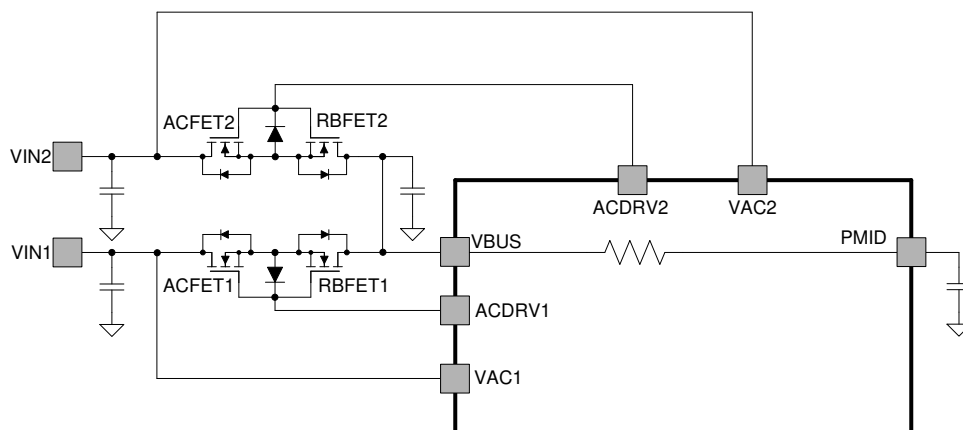 ACFET2
RBFET2
VIN2
ACDRV2
VAC2
VIN1
VBUS
PMID
ACFET1
RBFET1
ACDRV1
VAC1